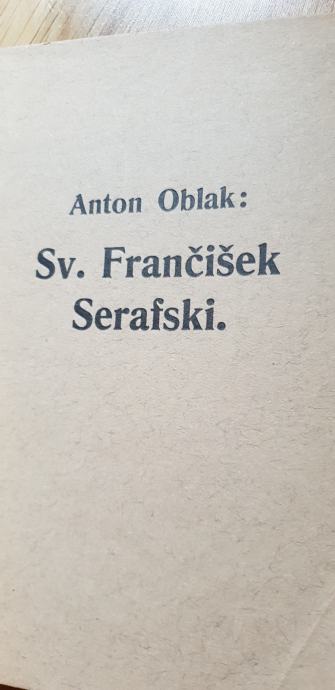 Anton Oblak:
Sv. Frančišek
Serafski.